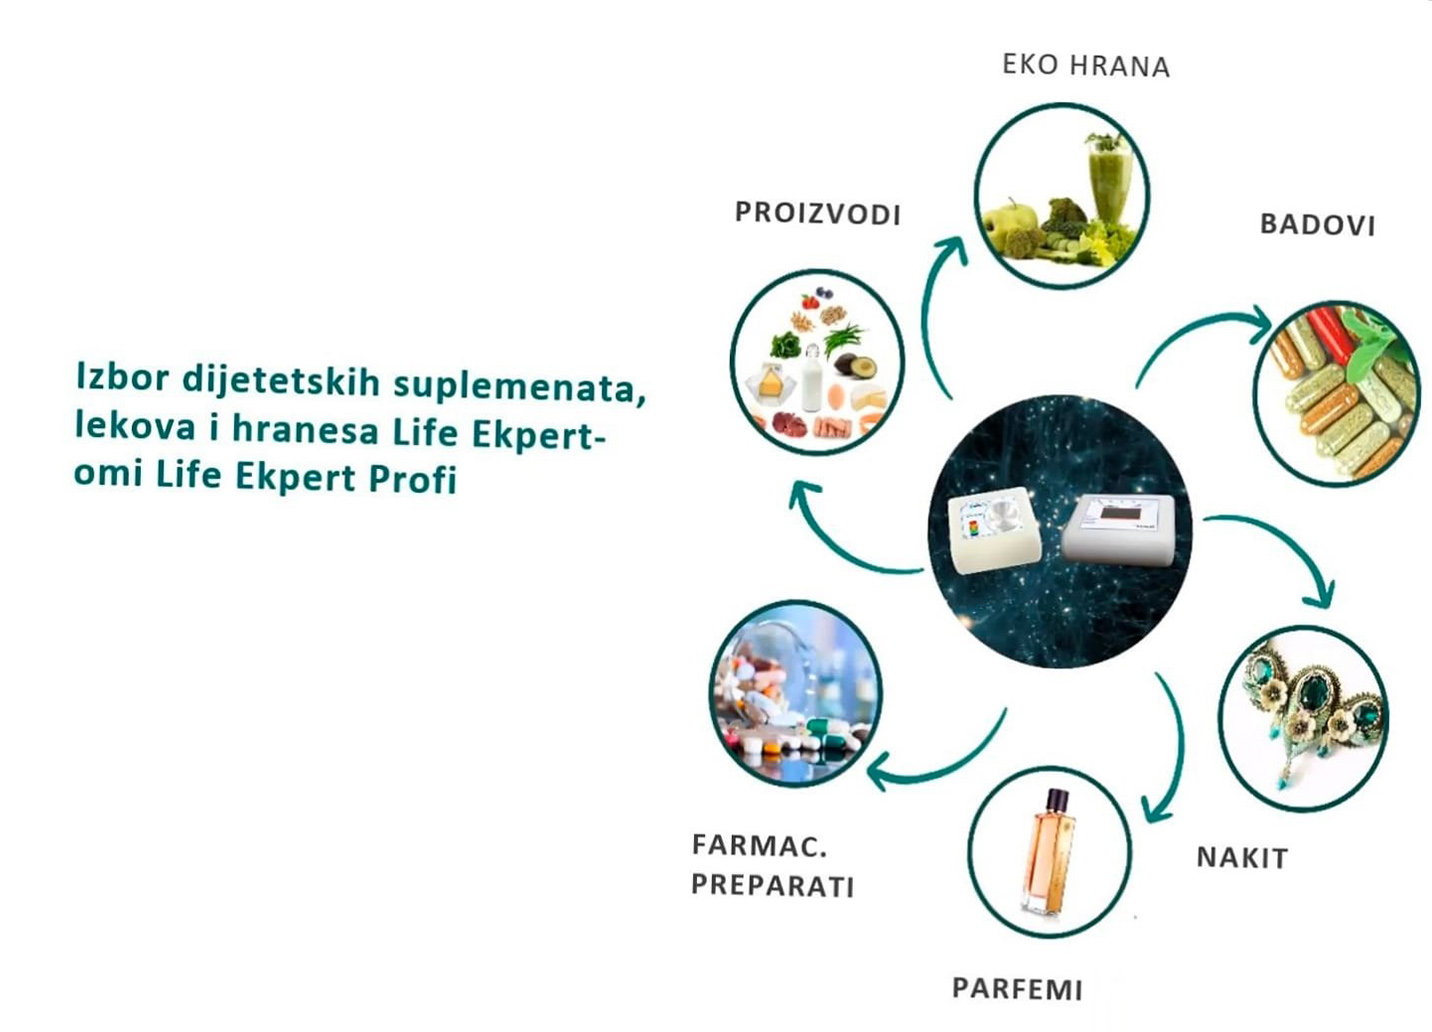 Izbor dijetetskih suplemenata,
lekova i hranesa Life Ekpert-
omi Life Ekpert Profi
EKO HRANA
PROIZVODI
BADOVI
FARMAC.
PREPARATI
NAKIT
PARFEMI